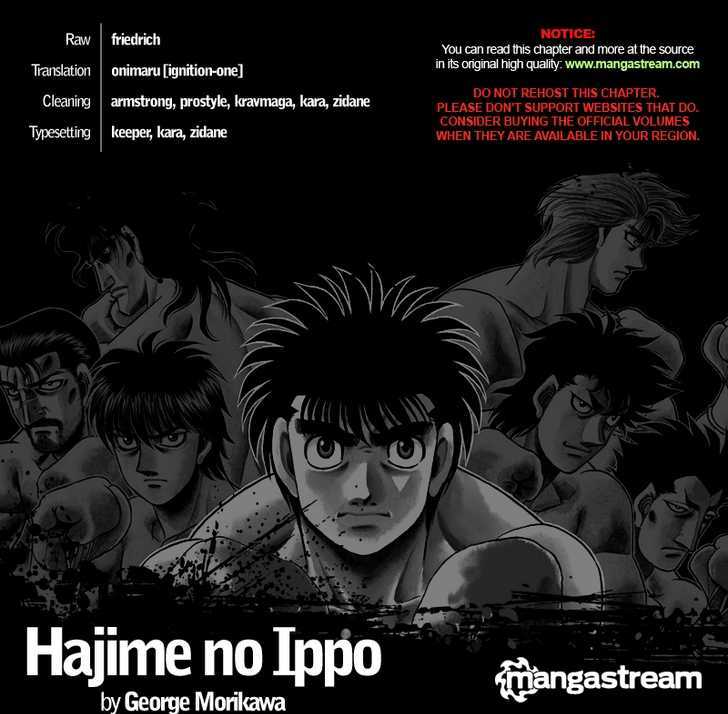 Raw friedrich
Translation onimaru [ignition-one]
Cleaning armstrong, prostyle, kravmaga, kara, zidane
Typesetting keeper, kara, zidane
NOTICE:
You can read this chapter and more at the source
in its original high quality: www.mangastream.com
DO NOT REHOST THIS CHAPTER.
PLEASE DON'T SUPPORT WEBSITES THAT DO.
CONSIDER BUYING THE OFFICIAL VOLUMES
WHEN THEY ARE AVAILABLE IN YOUR REGION.
Hajime no Ippo
by George Morikawa
mangastream